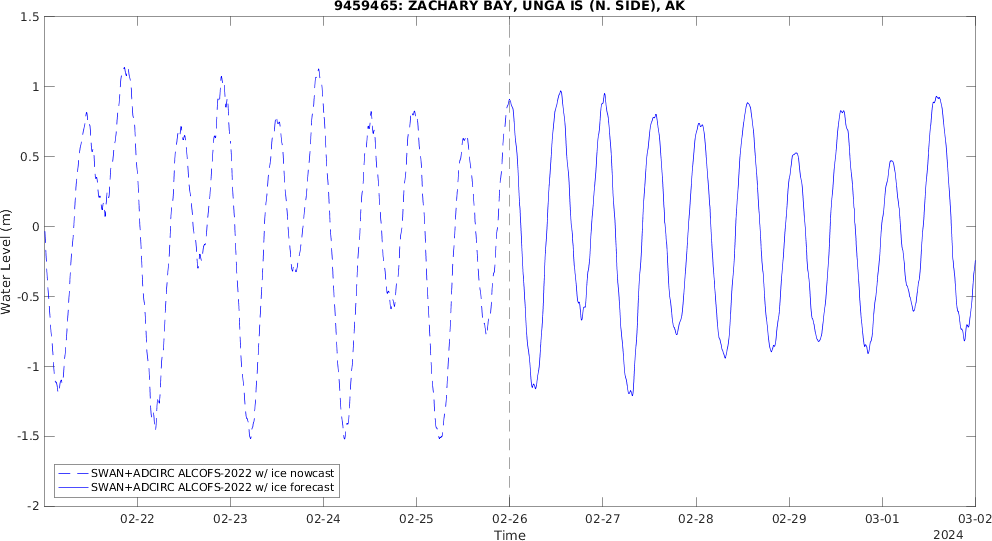 9459465: ZACHARY BAY, UNGA IS (N. SIDE), AK
Water Level (m)
1.5
1
0.5
0
-0.5
-1
-1.5
-2
SWAN+ADCIRC ALCOFS-2022 w/ ice nowcast
SWAN+ADCIRC ALCOFS-2022 w/ ice forecast
02-22 02-23 02-24 02-25 02-26 02-27 02-28 02-29 03-01 03-02
Time
2024